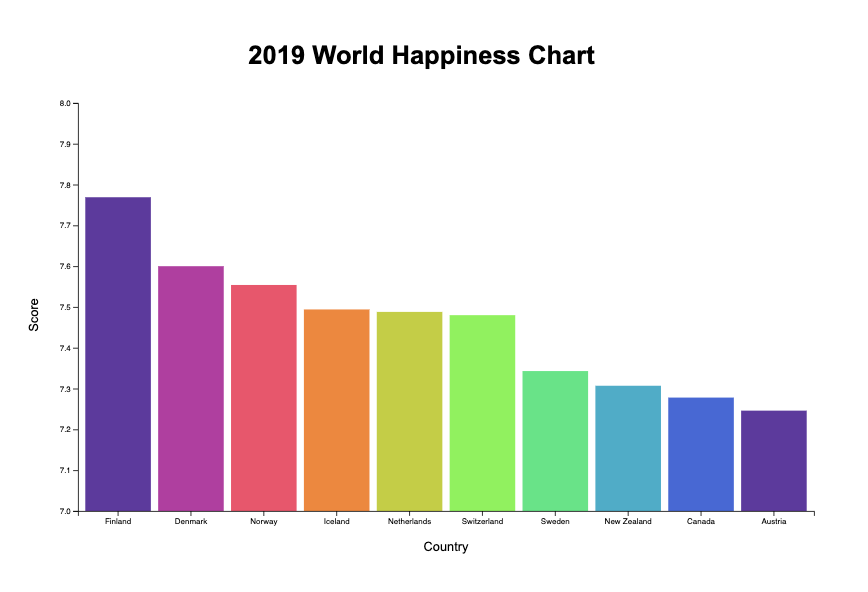 2019 World Happiness Chart
8.0
7.9
7.8
7.7
7.6
7.5
7.4
7.3
7.2
7.1
7.0
Score
Finland Denmark Norway Iceland Netherlands Switzerland Sweden New Zealand Canada Austria
Country